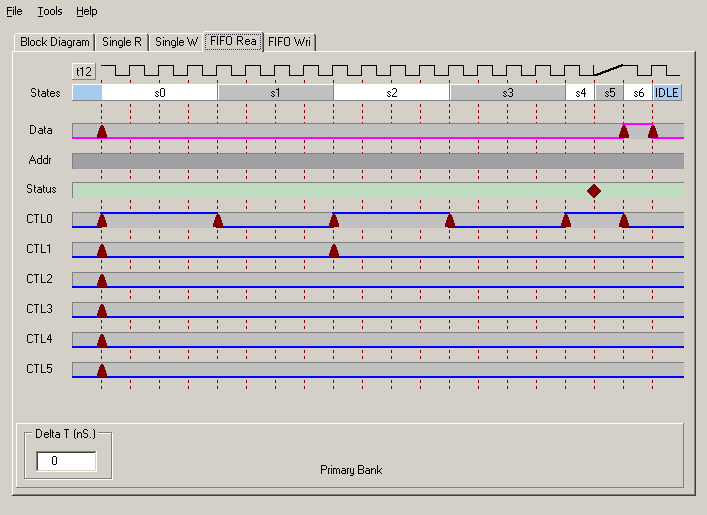 File Tools Help
Block Diagram Single R Single W FIFO Rea FIFO Wri
t12
States s0 s1 s2 s3 s4 s5 s6 IDLE
Data
Addr
Status
CTL0
CTL1
CTL2
CTL3
CTL4
CTL5
Delta T (nS.)
0
Primary Bank